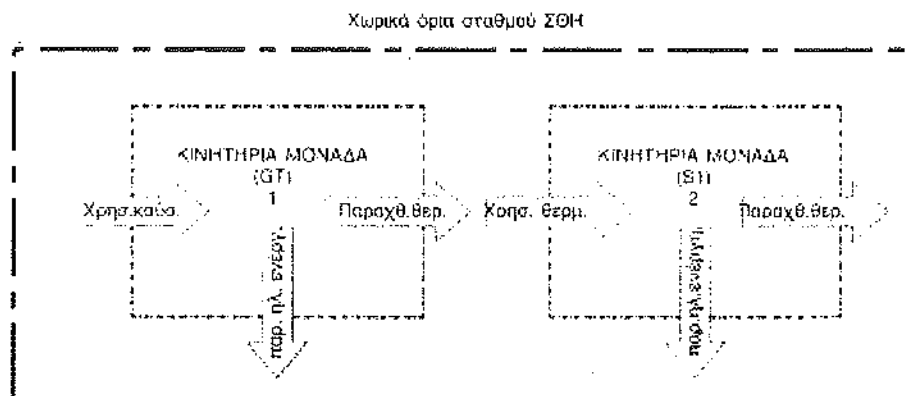 Χωρικά όρια σταθμού ΣΘΗ
ΚΙΝΗΤΗΡΙΑ ΜΟΝΑΔΑ
(GT)
1
Χρησ.καυσ.
Παραχθ.θερ.
παρ. ηλ. ενεργ.
ΚΙΝΗΤΗΡΙΑ ΜΟΝΑΔΑ
(ST)
2
Χρησ. θερμ.
Παραχθ.θερ.
παρ.ηλ.ενεργ.